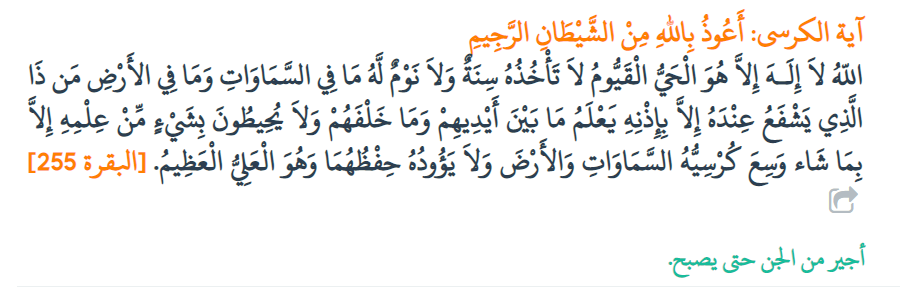 آية الكرسى: أَعُوذُ بِاللهِ مِنْ الشَّيْطَانِ الرَّجِيمِ
اللّهُ لاَ إِلَـهَ إِلاَّ هُوَ الْحَيُّ الْقَيُّومُ لاَ تَأْخُذُهُ سِنَةٌ وَلاَ نَوْمٌ لَّهُ مَا فِي السَّمَاوَاتِ وَمَا فِي الأَرْضِ مَن ذَا
الَّذِي يَشْفَعُ عِنْدَهُ إِلاَّ بِإِذْنِهِ يَعْلَمُ مَا بَيْنَ أَيْدِيهِمْ وَمَا خَلْفَهُمْ وَلاَ يُحِيطُونَ بِشَيْءٍ مِّنْ عِلْمِهِ إِلاَّ
بِمَا شَاء وَسِعَ كُرْسِيُّهُ السَّمَاوَاتِ وَالأَرْضَ وَلاَ يَؤُودُهُ حِفْظُهُمَا وَهُوَ الْعَلِيُّ الْعَظِيمُ. [البقرة 255]
أجير من الجن حتى يصبح.